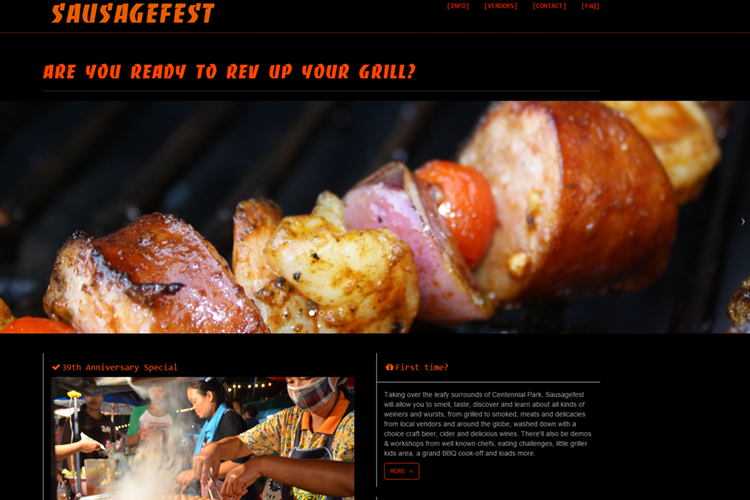 SAUSAGEFEST
[INFO] [VENDORS] [CONTACT] [FAQ]
ARE YOU READY TO REV UP YOUR GRILL?
39th Anniversary Special
First time?
Taking over the leafy surrounds of Centennial Park, Sausagefest
will allow you to smell, taste, discover and learn about all kinds of
weiners and wursts, from grilled to smoked, meats and delicacies
from local vendors and around the globe, washed down with a
choice craft beer, cider and delicious wines. There'll also be demos
& workshops from well known chefs, eating challenges, little griller
kids area, a grand BBQ cook-off and loads more.
MORE »